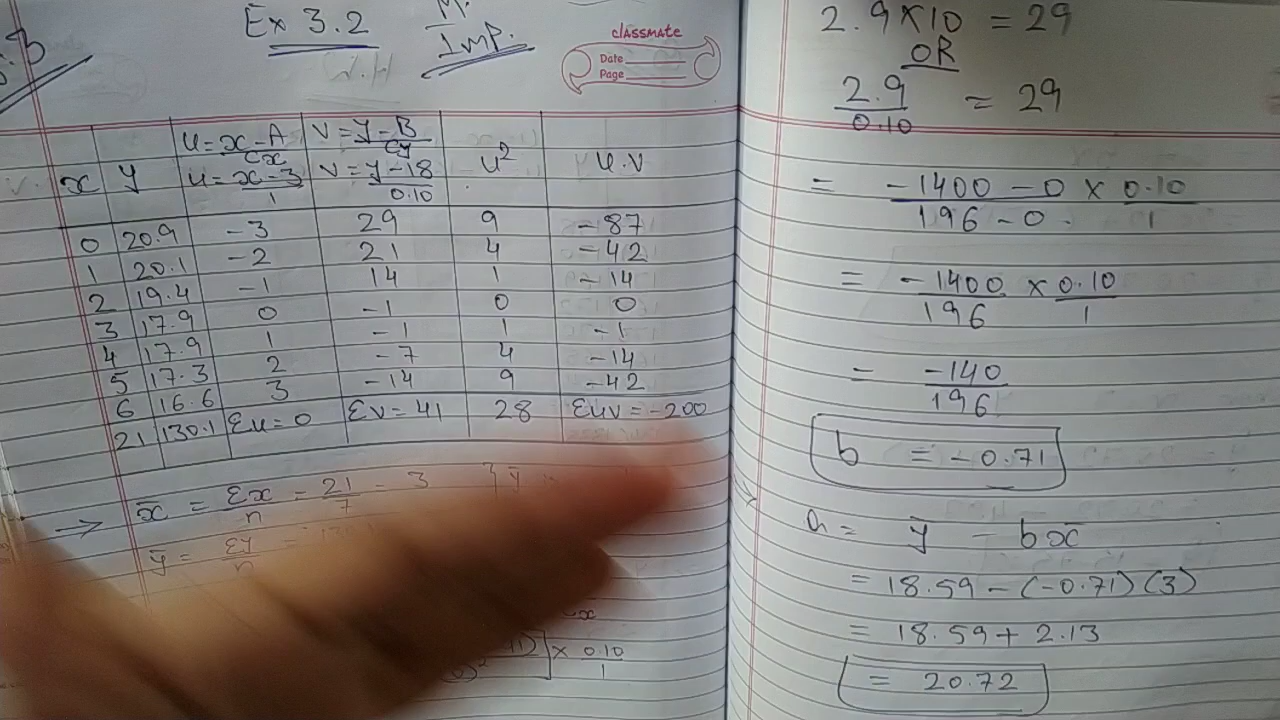 Ex 3.2
Imp.
classmate
Date
Page
x y u = x - A / Cx v = y - B / Cy u² u.v
u = x - 3 / 1 v = y - 18 / 0.10
0 20.9 -3 29 9 -87
1 20.1 -2 21 4 -42
2 19.4 -1 14 1 -14
3 17.9 0 -1 0 0
4 17.9 1 -1 1 -1
5 17.3 2 -7 4 -14
6 16.6 3 -14 9 -42
21 130.1 Σu = 0 Σv = 41 28 Σuv = -200
→ x̄ = Σx / n = 21 / 7 = 3
ȳ = Σy / n =
× 0.10 / 1
2.9 × 10 = 29
OR
2.9 / 0.10 = 29
= -1400 - 0 / 196 - 0 × 0.10 / 1
= -1400 / 196 × 0.10 / 1
= -140 / 196
b = -0.71
a = ȳ - bx̄
= 18.59 - (-0.71) (3)
= 18.59 + 2.13
= 20.72